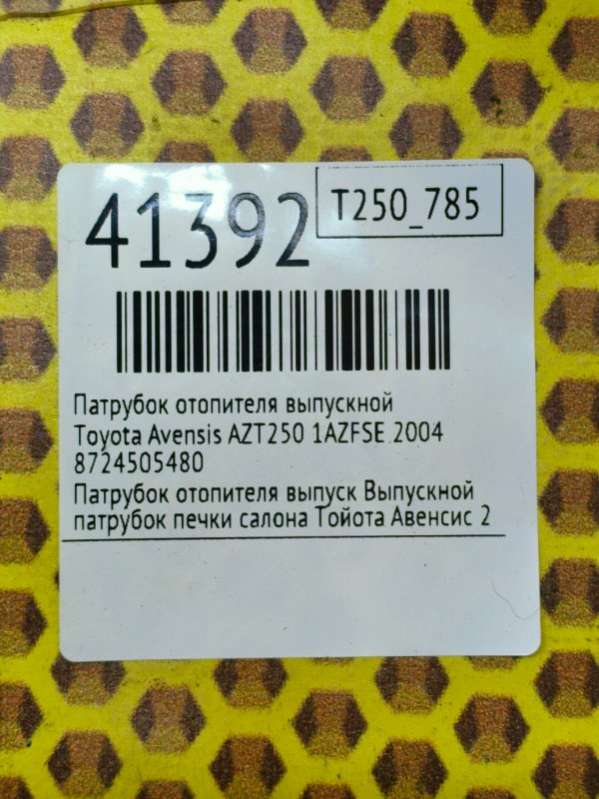 41392
T250_785
Патрубок отопителя выпускной
Toyota Avensis AZT250 1AZFSE 2004
8724505480
Патрубок отопителя выпуск Выпускной
патрубок печки салона Тойота Авенсис 2